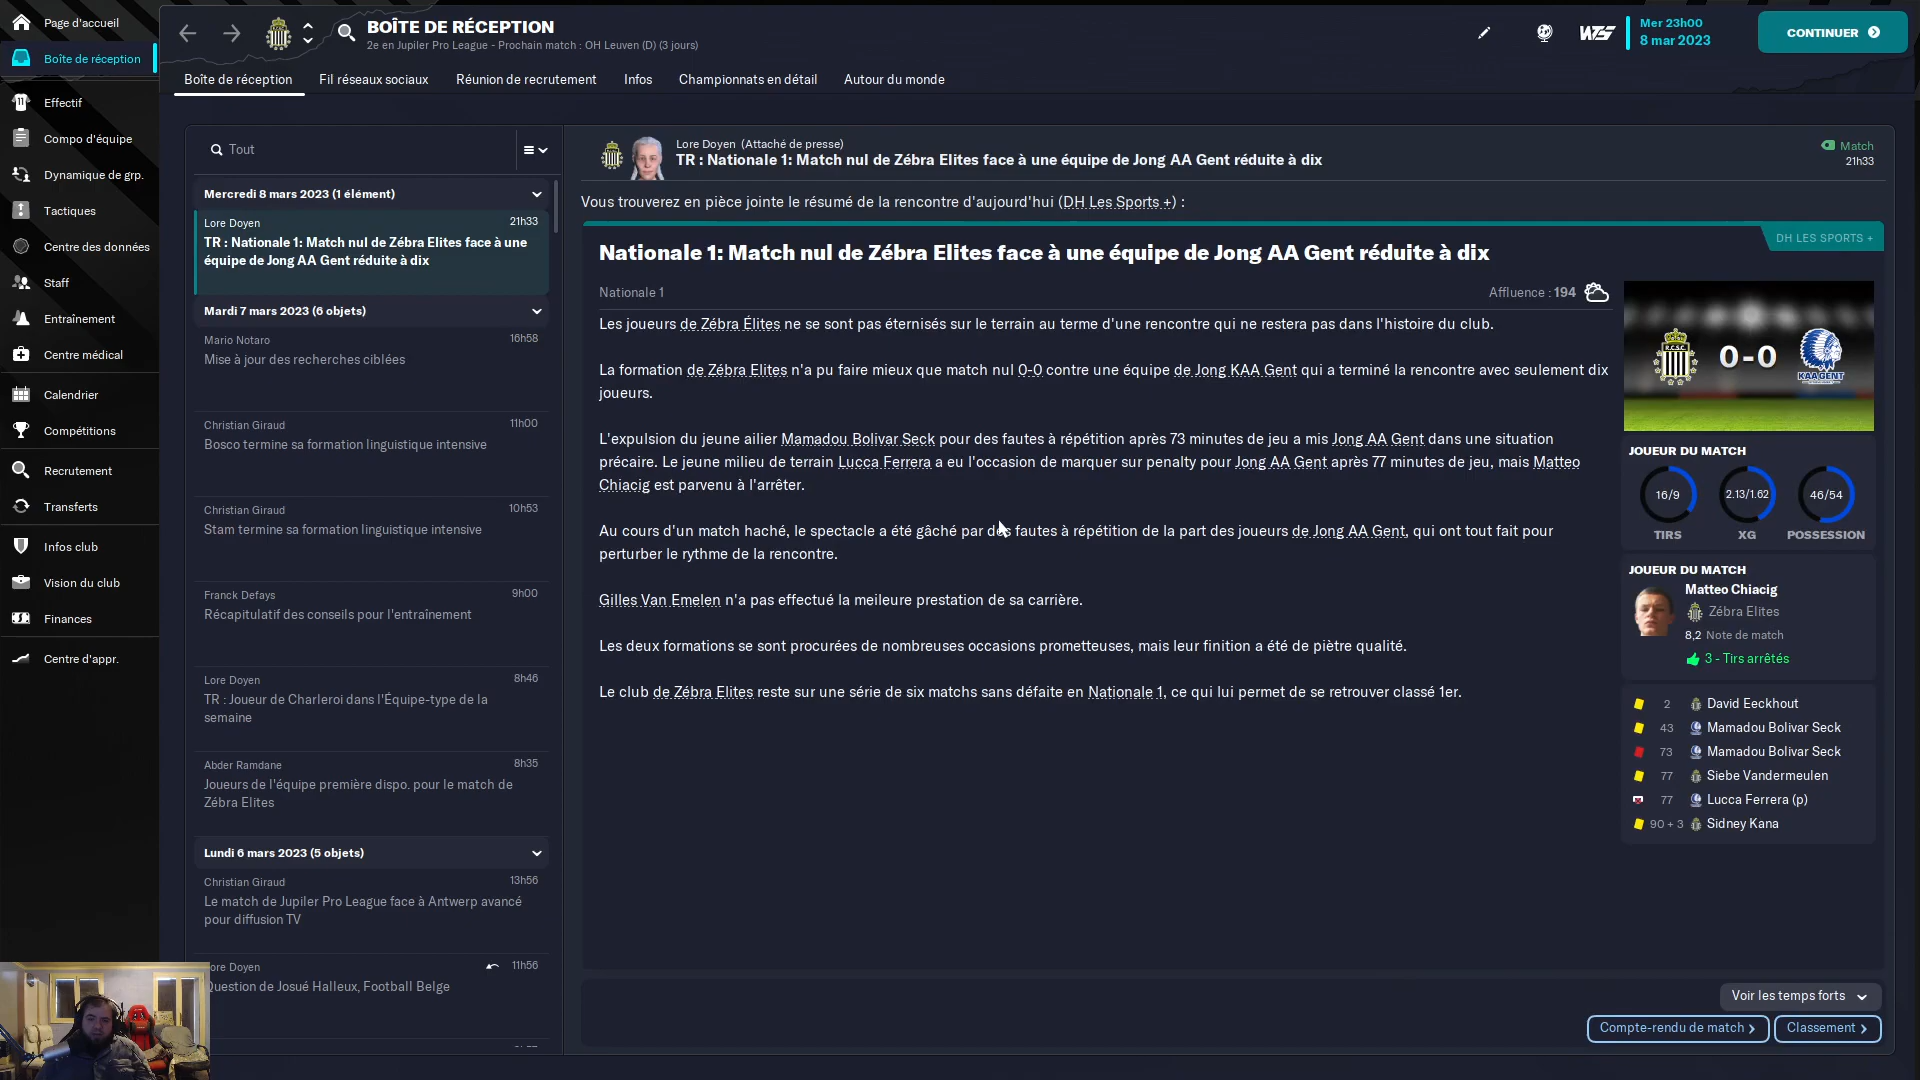 Page d'accueil
Boîte de réception
Effectif
Compo d'équipe
Dynamique de grp.
Tactiques
Centre des données
Staff
Entraînement
Centre médical
Calendrier
Compétitions
Recrutement
Transferts
Infos club
Vision du club
Finances
Centre d'appr.
BOÎTE DE RÉCEPTION
2e en Jupiler Pro League - Prochain match : OH Leuven (D) (3 jours)
Mer 23h00
8 mar 2023
CONTINUER
Boîte de réception
Fil réseaux sociaux
Réunion de recrutement
Infos
Championnats en détail
Autour du monde
Tout
Mercredi 8 mars 2023 (1 élément)
Lore Doyen 21h33
TR : Nationale 1: Match nul de Zébra Elites face à une
équipe de Jong AA Gent réduite à dix
Mardi 7 mars 2023 (6 objets)
Mario Notaro 16h58
Mise à jour des recherches ciblées
Christian Giraud 11h00
Bosco termine sa formation linguistique intensive
Christian Giraud 10h53
Stam termine sa formation linguistique intensive
Franck Defays 9h00
Récapitulatif des conseils pour l'entraînement
Lore Doyen 8h46
TR : Joueur de Charleroi dans l'Équipe-type de la
semaine
Abder Ramdane 8h35
Joueurs de l'équipe première dispo. pour le match de
Zébra Elites
Lundi 6 mars 2023 (5 objets)
Christian Giraud 13h56
Le match de Jupiler Pro League face à Antwerp avancé
pour diffusion TV
Doyen 11h56
de Josué Halleux, Football Belge
Lore Doyen (Attaché de presse)
TR : Nationale 1: Match nul de Zébra Elites face à une équipe de Jong AA Gent réduite à dix
Match
21h33
Vous trouverez en pièce jointe le résumé de la rencontre d'aujourd'hui (DH Les Sports +) :
DH LES SPORTS +
Nationale 1: Match nul de Zébra Elites face à une équipe de Jong AA Gent réduite à dix
Nationale 1
Affluence : 194
Les joueurs de Zébra Élites ne se sont pas éternisés sur le terrain au terme d'une rencontre qui ne restera pas dans l'histoire du club.
La formation de Zébra Elites n'a pu faire mieux que match nul 0-0 contre une équipe de Jong KAA Gent qui a terminé la rencontre avec seulement dix
joueurs.
L'expulsion du jeune ailier Mamadou Bolivar Seck pour des fautes à répétition après 73 minutes de jeu a mis Jong AA Gent dans une situation
précaire. Le jeune milieu de terrain Lucca Ferrera a eu l'occasion de marquer sur penalty pour Jong AA Gent après 77 minutes de jeu, mais Matteo
Chiacig est parvenu à l'arrêter.
Au cours d'un match haché, le spectacle a été gâché par des fautes à répétition de la part des joueurs de Jong AA Gent, qui ont tout fait pour
perturber le rythme de la rencontre.
Gilles Van Emelen n'a pas effectué la meileure prestation de sa carrière.
Les deux formations se sont procurées de nombreuses occasions prometteuses, mais leur finition a été de piètre qualité.
Le club de Zébra Elites reste sur une série de six matchs sans défaite en Nationale 1, ce qui lui permet de se retrouver classé 1er.
R.C.S.C.
0-0
KAA GENT
JOUEUR DU MATCH
16/9
2.13/1.62
46/54
TIRS
XG
POSSESSION
JOUEUR DU MATCH
Matteo Chiacig
Zébra Elites
8,2 Note de match
3 - Tirs arrêtés
2 David Eeckhout
43 Mamadou Bolivar Seck
73 Mamadou Bolivar Seck
77 Siebe Vandermeulen
77 Lucca Ferrera (p)
90 + 3 Sidney Kana
Voir les temps forts
Compte-rendu de match
Classement